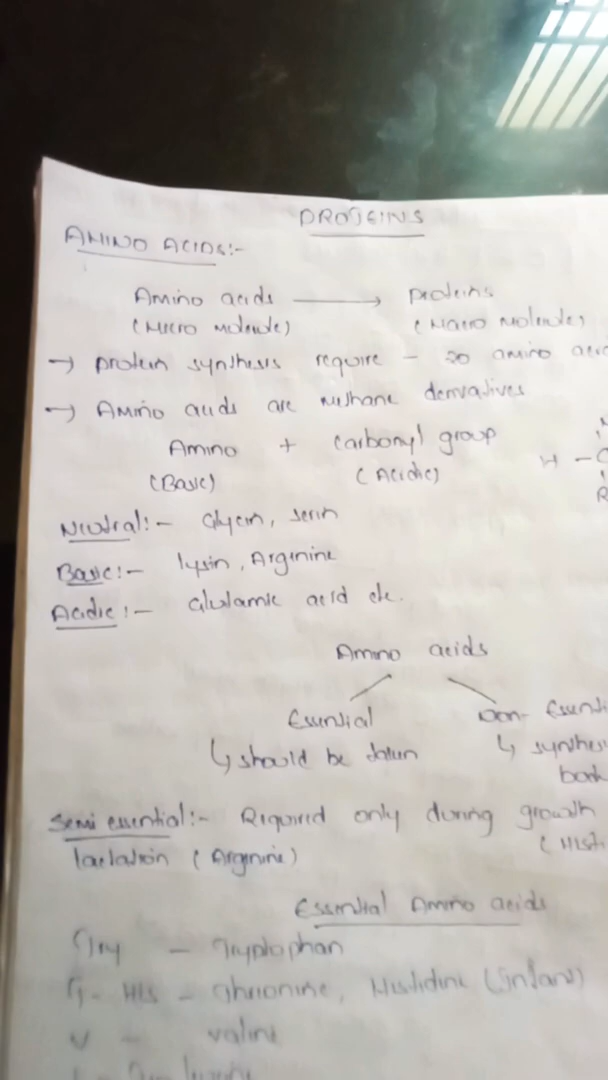 PROTEINS
AMINO ACIDS:-
Amino acids → proteins
(Micro molecule) (Macro molecule)
→ protein synthesis require - 20 amino
→ Amino acids are methane derivatives
Amino + carbonyl group
(Basic) (Acidic)
H - C
R
Neutral:- Glycin, serin
Basic:- lysin, Arginine
Acidic:- Glutamic acid etc.
Amino acids
Essential Non-
↳ should be taken ↳
Semi essential:- Required only during growth
lactation (Arginine)
Essential Amino acids
Try - Tryptophan
His - Threonine, Histidine (Infans)
V - valine